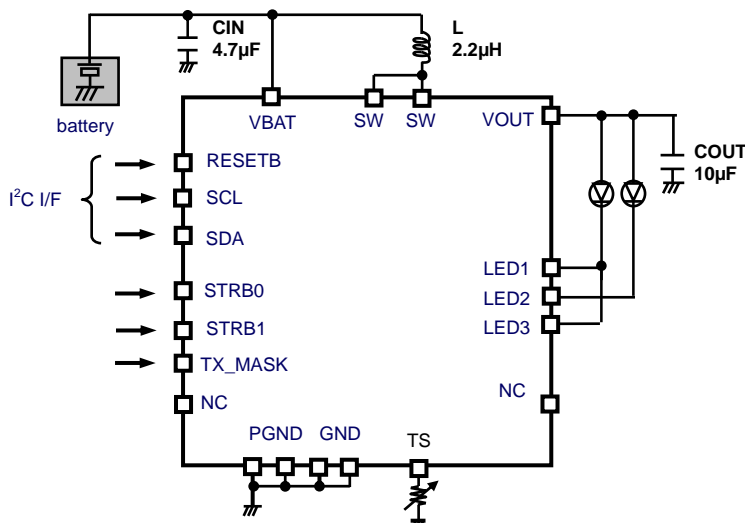 CIN
4.7µF
L
2.2µH
battery
VBAT
SW
SW
VOUT
COUT
10µF
I²C I/F
RESETB
SCL
SDA
STRB0
STRB1
TX_MASK
NC
LED1
LED2
LED3
NC
PGND
GND
TS